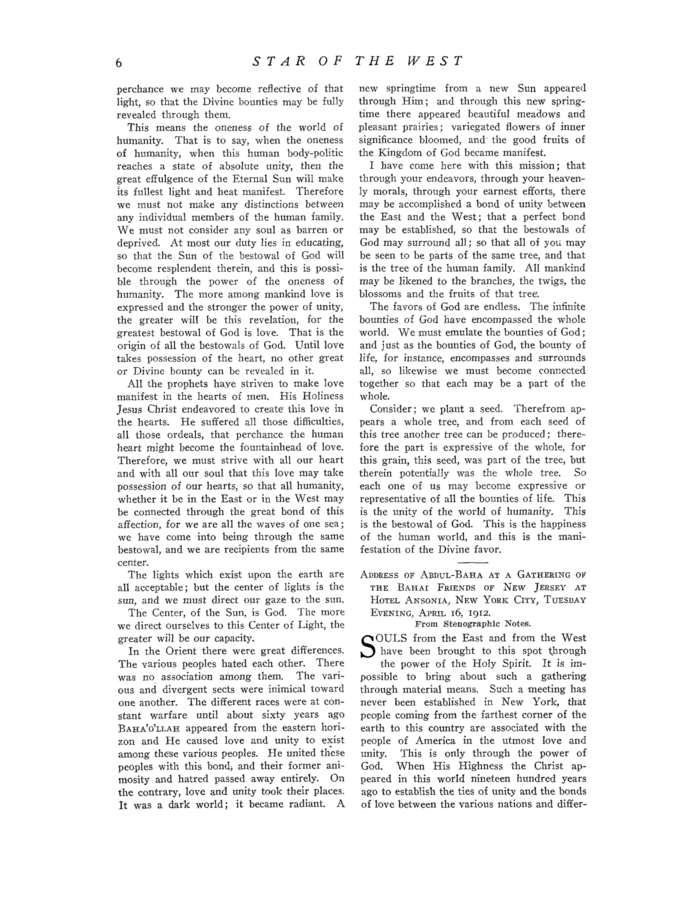 6
STAR OF THE WEST
perchance we may become reflective of that
light, so that the Divine bounties may be fully
revealed through them.
This means the oneness of the world of
humanity. That is to say, when the oneness
of humanity, when this human body-politic
reaches a state of absolute unity, then the
great effulgence of the Eternal Sun will make
its fullest light and heat manifest. Therefore
we must not make any distinctions between
any individual members of the human family.
We must not consider any soul as barren or
deprived. At most our duty lies in educating,
so that the Sun of the bestowal of God will
become resplendent therein, and this is possi-
ble through the power of the oneness of
humanity. The more among mankind love is
expressed and the stronger the power of unity,
the greater will be this revelation, for the
greatest bestowal of God is love. That is the
origin of all the bestowals of God. Until love
takes possession of the heart, no other great
or Divine bounty can be revealed in it.
All the prophets have striven to make love
manifest in the hearts of men. His Holiness
Jesus Christ endeavored to create this love in
the hearts. He suffered all those difficulties,
all those ordeals, that perchance the human
heart might become the fountainhead of love.
Therefore, we must strive with all our heart
and with all our soul that this love may take
possession of our hearts, so that all humanity,
whether it be in the East or in the West may
be connected through the great bond of this
affection, for we are all the waves of one sea;
we have come into being through the same
bestowal, and we are recipients from the same
center.
The lights which exist upon the earth are
all acceptable; but the center of lights is the
sun, and we must direct our gaze to the sun.
The Center, of the Sun, is God. The more
we direct ourselves to this Center of Light, the
greater will be our capacity.
In the Orient there were great differences.
The various peoples hated each other. There
was no association among them. The vari-
ous and divergent sects were inimical toward
one another. The different races were at con-
stant warfare until about sixty years ago
BAHA'O'LLAH appeared from the eastern hori-
zon and He caused love and unity to exist
among these various peoples. He united these
peoples with this bond, and their former ani-
mosity and hatred passed away entirely. On
the contrary, love and unity took their places.
It was a dark world; it became radiant. A
new springtime from a new Sun appeared
through Him; and through this new spring-
time there appeared beautiful meadows and
pleasant prairies; variegated flowers of inner
significance bloomed, and the good fruits of
the Kingdom of God became manifest.
I have come here with this mission; that
through your endeavors, through your heaven-
ly morals, through your earnest efforts, there
may be accomplished a bond of unity between
the East and the West; that a perfect bond
may be established, so that the bestowals of
God may surround all; so that all of you may
be seen to be parts of the same tree, and that
is the tree of the human family. All mankind
may be likened to the branches, the twigs, the
blossoms and the fruits of that tree.
The favors of God are endless. The infinite
bounties of God have encompassed the whole
world. We must emulate the bounties of God;
and just as the bounties of God, the bounty of
life, for instance, encompasses and surrounds
all, so likewise we must become connected
together so that each may be a part of the
whole.
Consider; we plant a seed. Therefrom ap-
pears a whole tree, and from each seed of
this tree another tree can be produced; there-
fore the part is expressive of the whole, for
this grain, this seed, was part of the tree, but
therein potentially was the whole tree. So
each one of us may become expressive or
representative of all the bounties of life. This
is the unity of the world of humanity. This
is the bestowal of God. This is the happiness
of the human world, and this is the mani-
festation of the Divine favor.
ADDRESS OF ABDUL-BAHA AT A GATHERING OF
THE BAHAI FRIENDS OF NEW JERSEY AT
HOTEL ANSONIA, NEW YORK CITY, TUESDAY
EVENING, APRIL 16, 1912.
From Stenographic Notes.
SOULS from the East and from the West
have been brought to this spot through
the power of the Holy Spirit. It is im-
possible to bring about such a gathering
through material means. Such a meeting has
never been established in New York, that
people coming from the farthest corner of the
earth to this country are associated with the
people of America in the utmost love and
unity. This is only through the power of
God. When His Highness the Christ ap-
peared in this world nineteen hundred years
ago to establish the ties of unity and the bonds
of love between the various nations and differ-